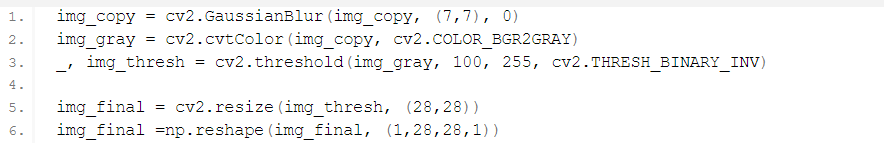 1. img_copy = cv2.GaussianBlur(img_copy, (7,7), 0)
2. img_gray = cv2.cvtColor(img_copy, cv2.COLOR_BGR2GRAY)
3. _, img_thresh = cv2.threshold(img_gray, 100, 255, cv2.THRESH_BINARY_INV)
4.
5. img_final = cv2.resize(img_thresh, (28,28))
6. img_final =np.reshape(img_final, (1,28,28,1))